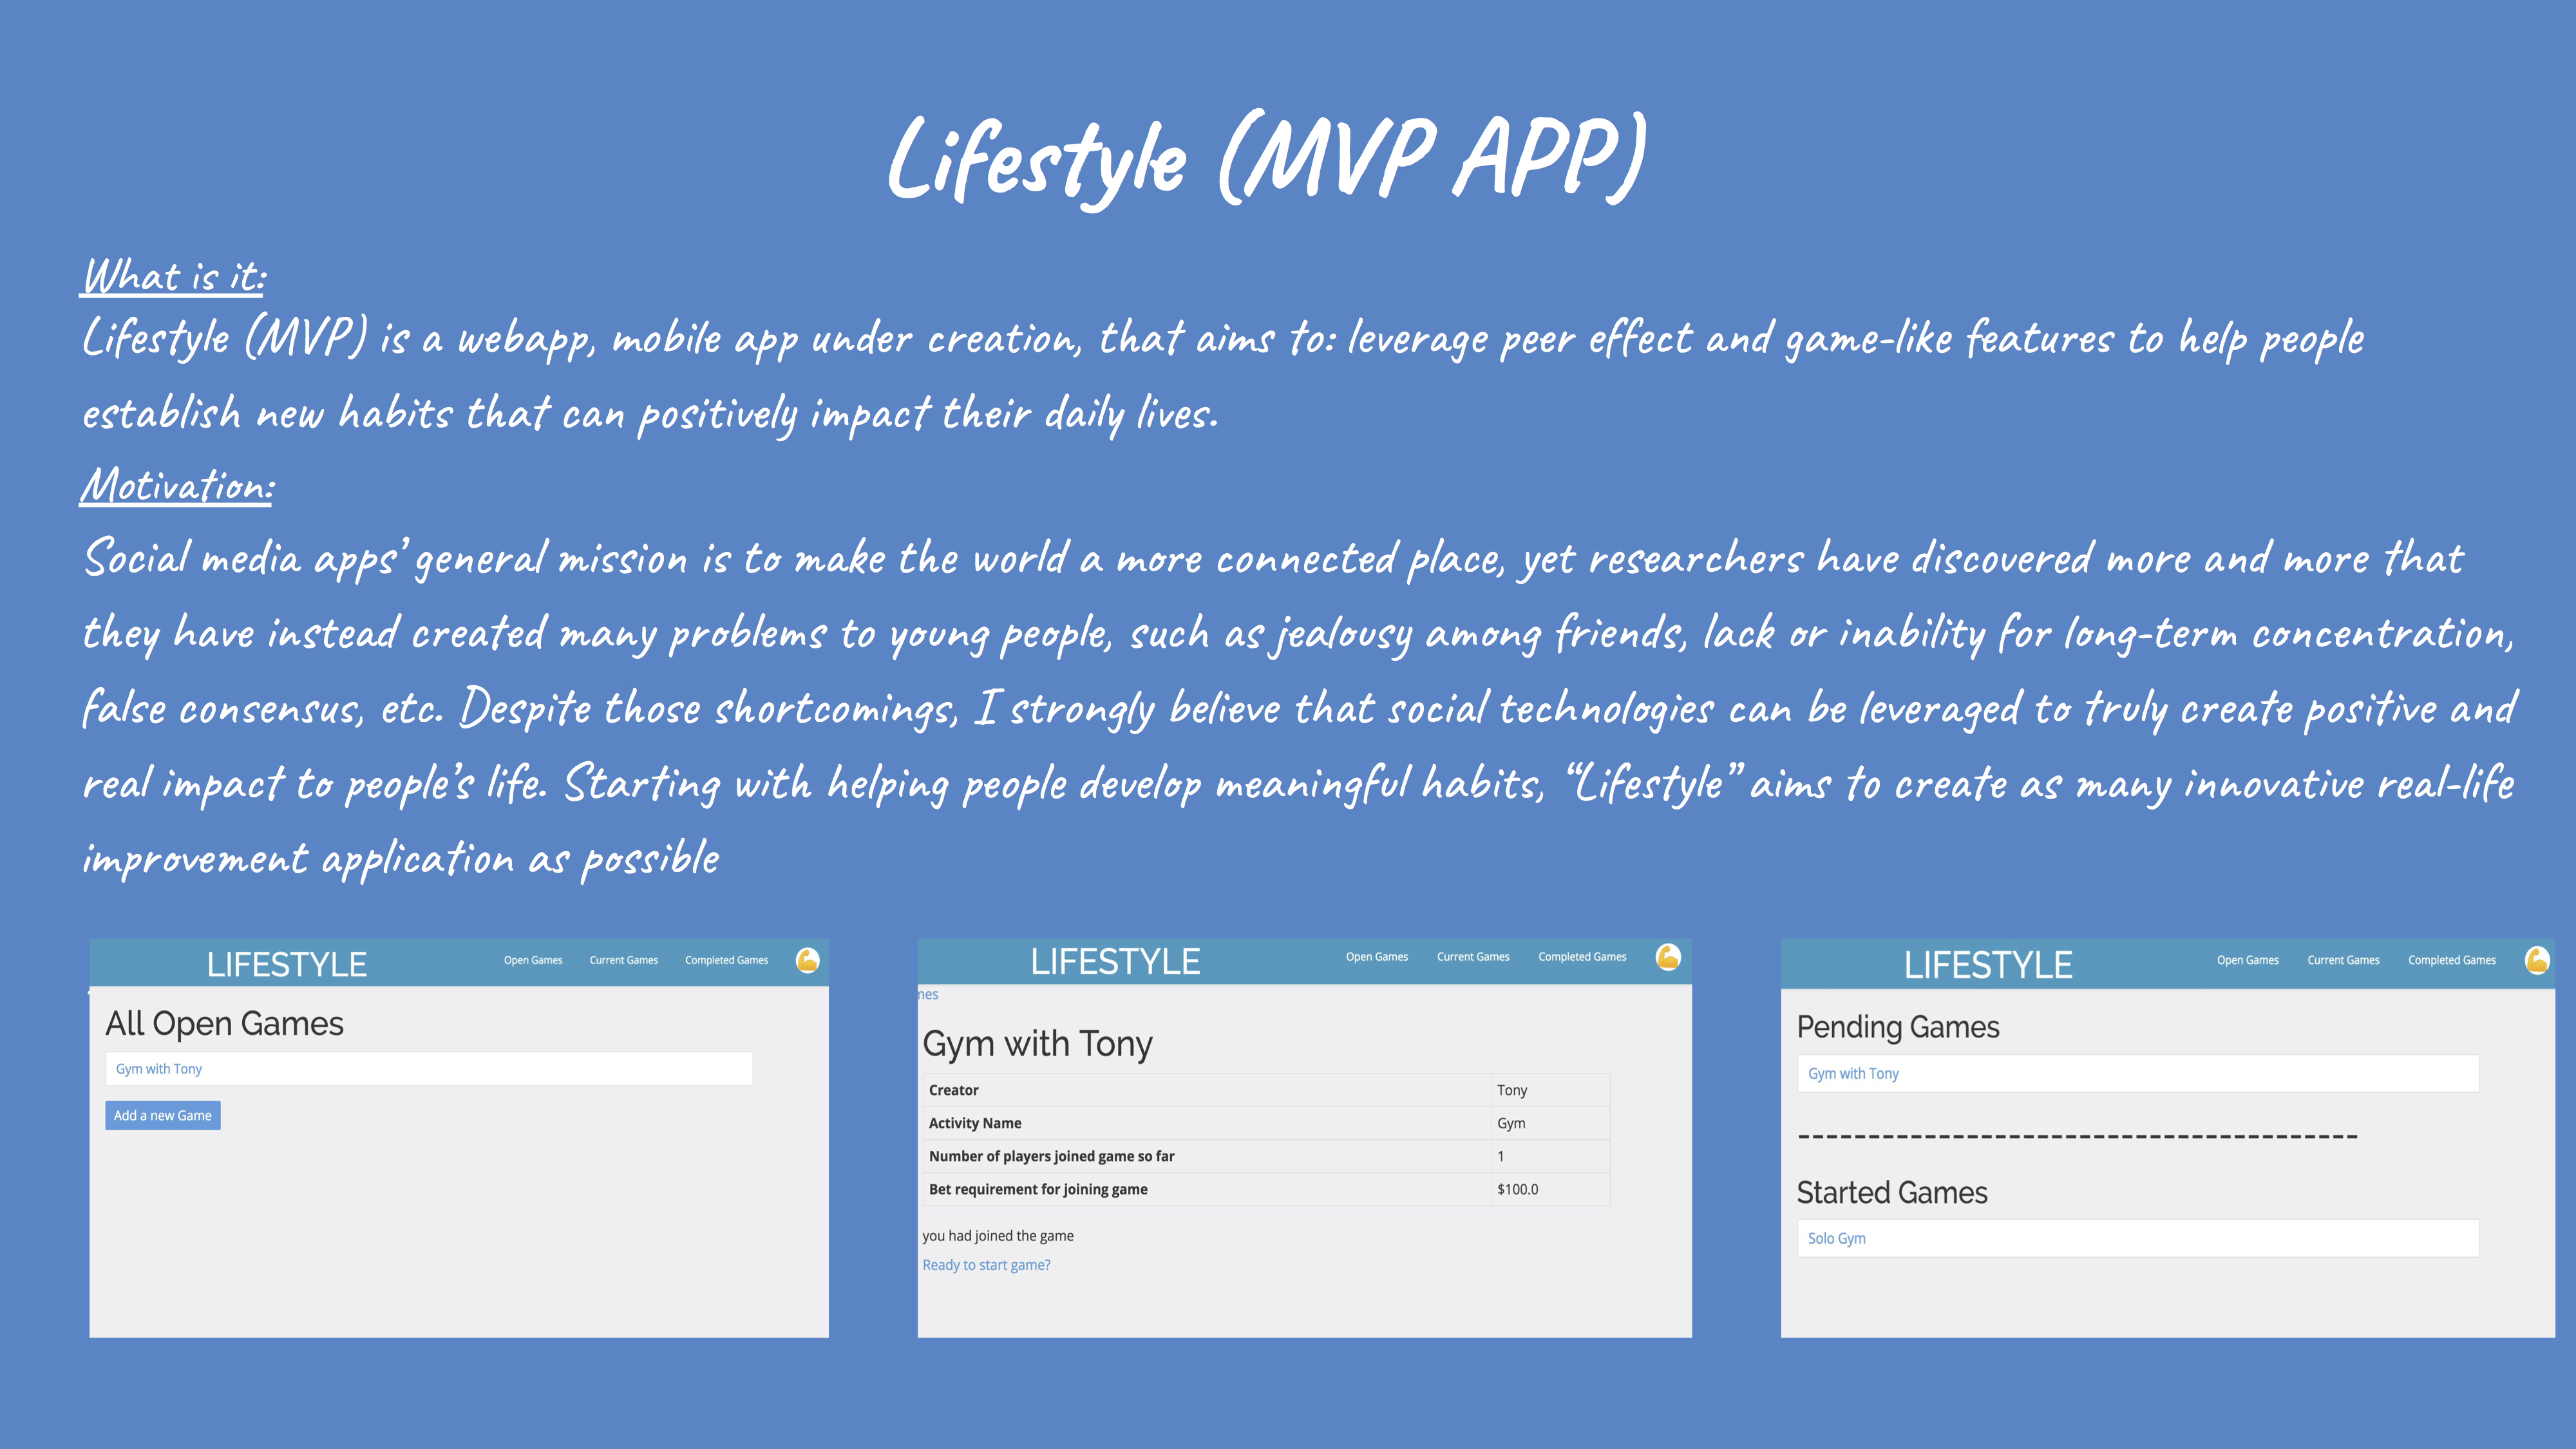 Lifestyle (MVP APP)
What is it:
Lifestyle (MVP) is a webapp, mobile app under creation, that aims to: leverage peer effect and game-like features to help people
establish new habits that can positively impact their daily lives.
Motivation:
Social media apps’ general mission is to make the world a more connected place, yet researchers have discovered more and more that
they have instead created many problems to young people, such as jealousy among friends, lack or inability for long-term concentration,
false consensus, etc. Despite those shortcomings, I strongly believe that social technologies can be leveraged to truly create positive and
real impact to people’s life. Starting with helping people develop meaningful habits, “Lifestyle” aims to create as many innovative real-life
improvement application as possible
LIFESTYLE Open Games Current Games Completed Games
All Open Games
Gym with Tony
Add a new Game
LIFESTYLE Open Games Current Games Completed Games
nes
Gym with Tony
Creator Tony
Activity Name Gym
Number of players joined game so far 1
Bet requirement for joining game $100.0
you had joined the game
Ready to start game?
LIFESTYLE Open Games Current Games Completed Games
Pending Games
Gym with Tony
----------------------------------------
Started Games
Solo Gym